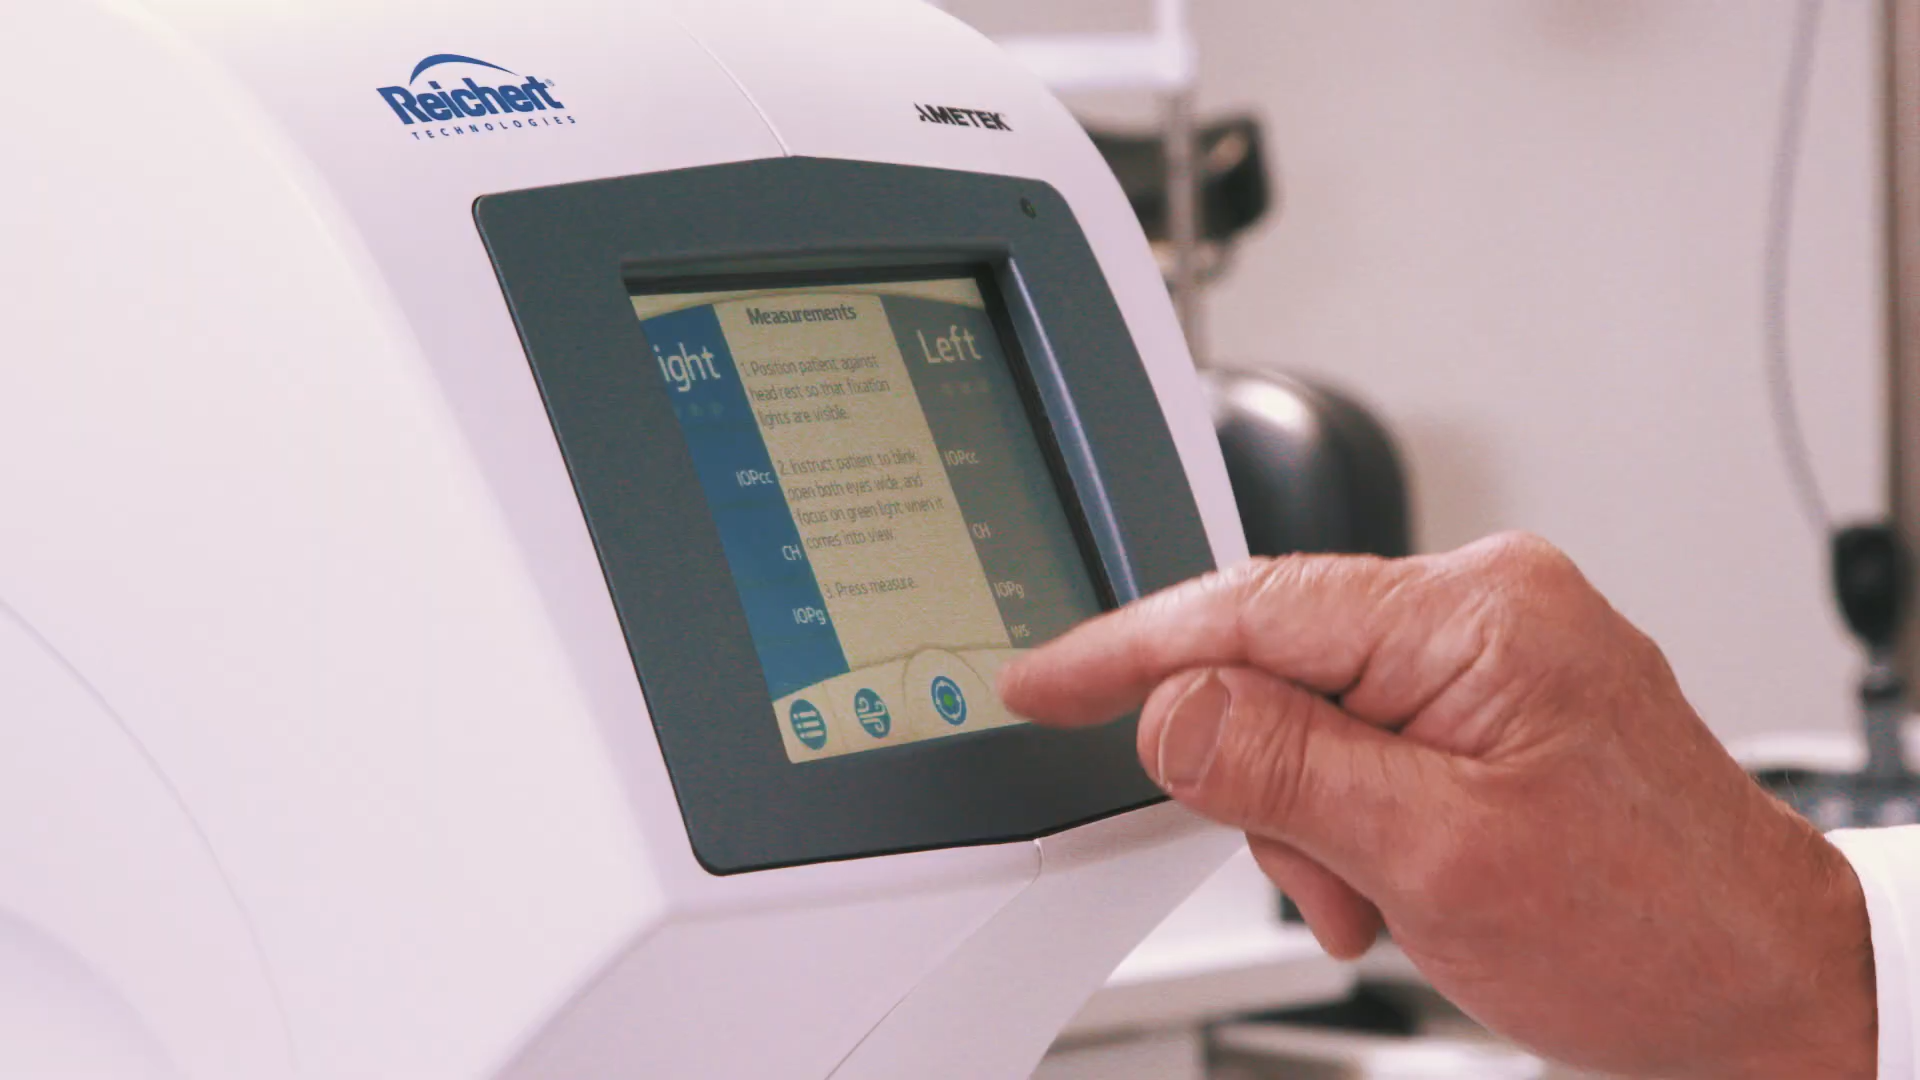 Reichert®
TECHNOLOGIES
AMETEK
Measurements
ight
Left
1. Position patient against
head rest so that fixation
lights are visible.
2. Instruct patient to blink,
open both eyes wide, and
focus on green light when it
comes into view.
3. Press measure.
IOPcc
CH
IOPg
IOPcc
CH
IOPg
WS